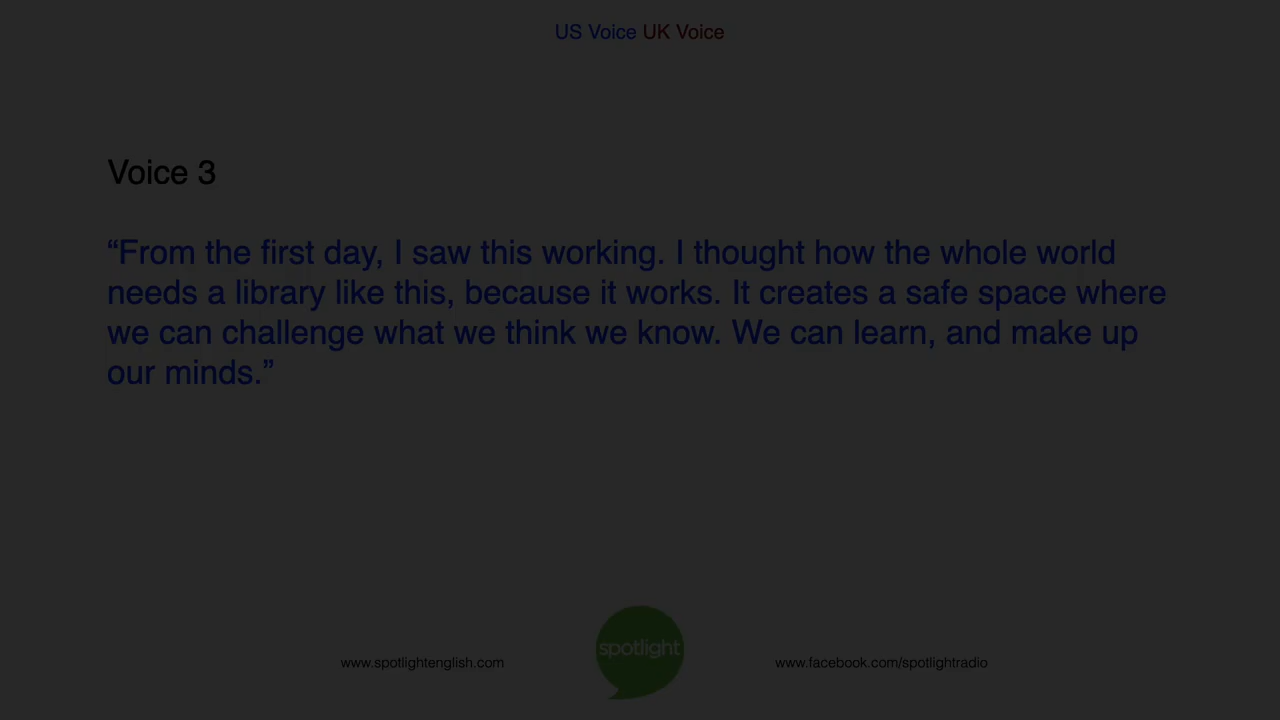 US Voice UK Voice
Voice 3
“From the first day, I saw this working. I thought how the whole world
needs a library like this, because it works. It creates a safe space where
we can challenge what we think we know. We can learn, and make up
our minds.”
spotlight
www.spotlightenglish.com
www.facebook.com/spotlightradio